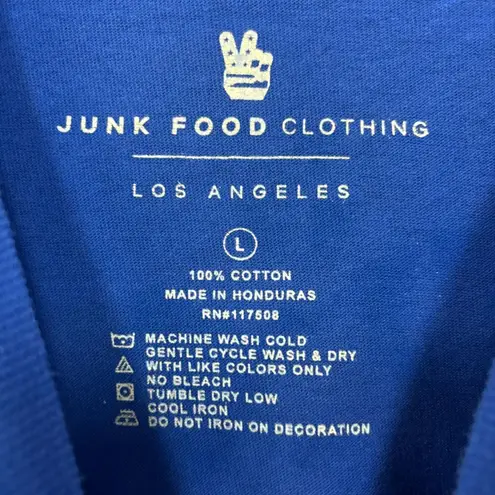 JUNK FOOD CLOTHING
LOS ANGELES
L
100% COTTON
MADE IN HONDURAS
RN#117508
MACHINE WASH COLD
GENTLE CYCLE WASH & DRY
WITH LIKE COLORS ONLY
NO BLEACH
TUMBLE DRY LOW
COOL IRON
DO NOT IRON ON DECORATION